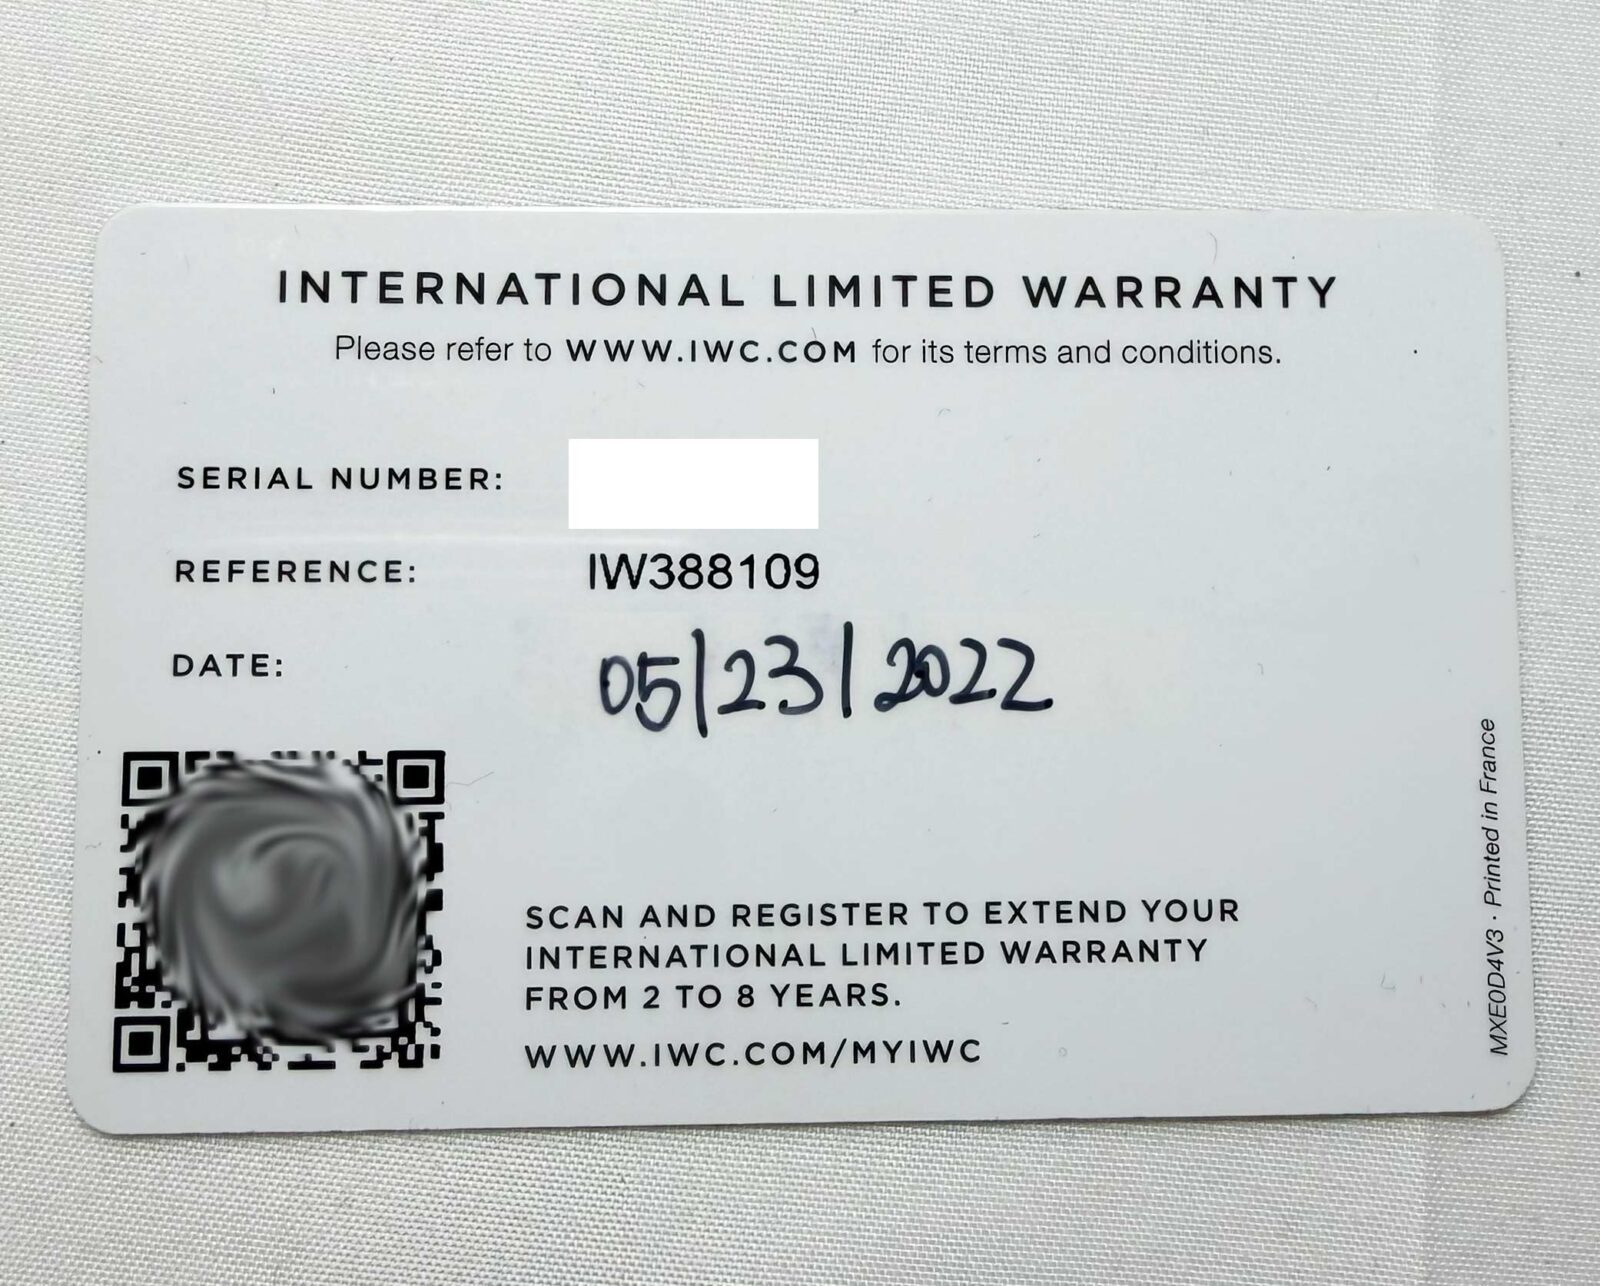 INTERNATIONAL LIMITED WARRANTY
Please refer to WWW.IWC.COM for its terms and conditions.
SERIAL NUMBER:
REFERENCE: IW388109
DATE: 05/23/2022
SCAN AND REGISTER TO EXTEND YOUR
INTERNATIONAL LIMITED WARRANTY
FROM 2 TO 8 YEARS.
WWW.IWC.COM/MYIWC
MXE0D4V3 · Printed in France